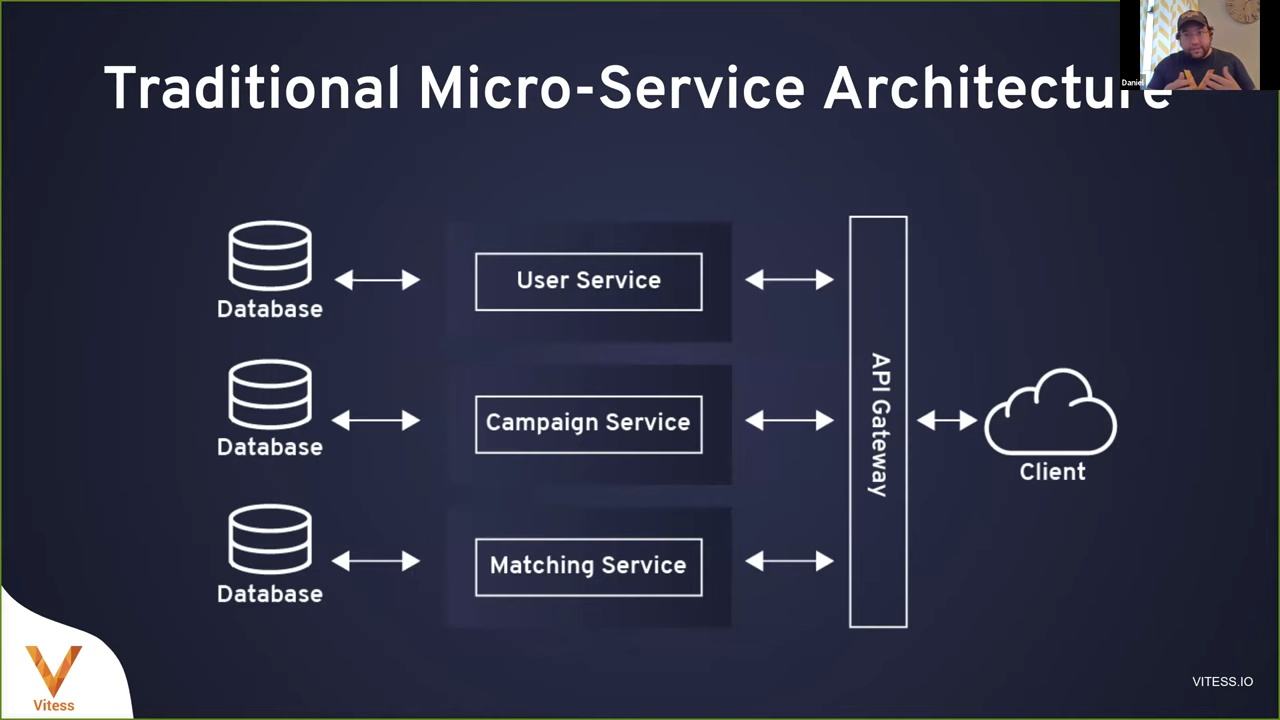 Traditional Micro-Service Architecture
Daniel
Database
User Service
Database
Campaign Service
Database
Matching Service
API Gateway
Client
Vitess
VITESS.IO